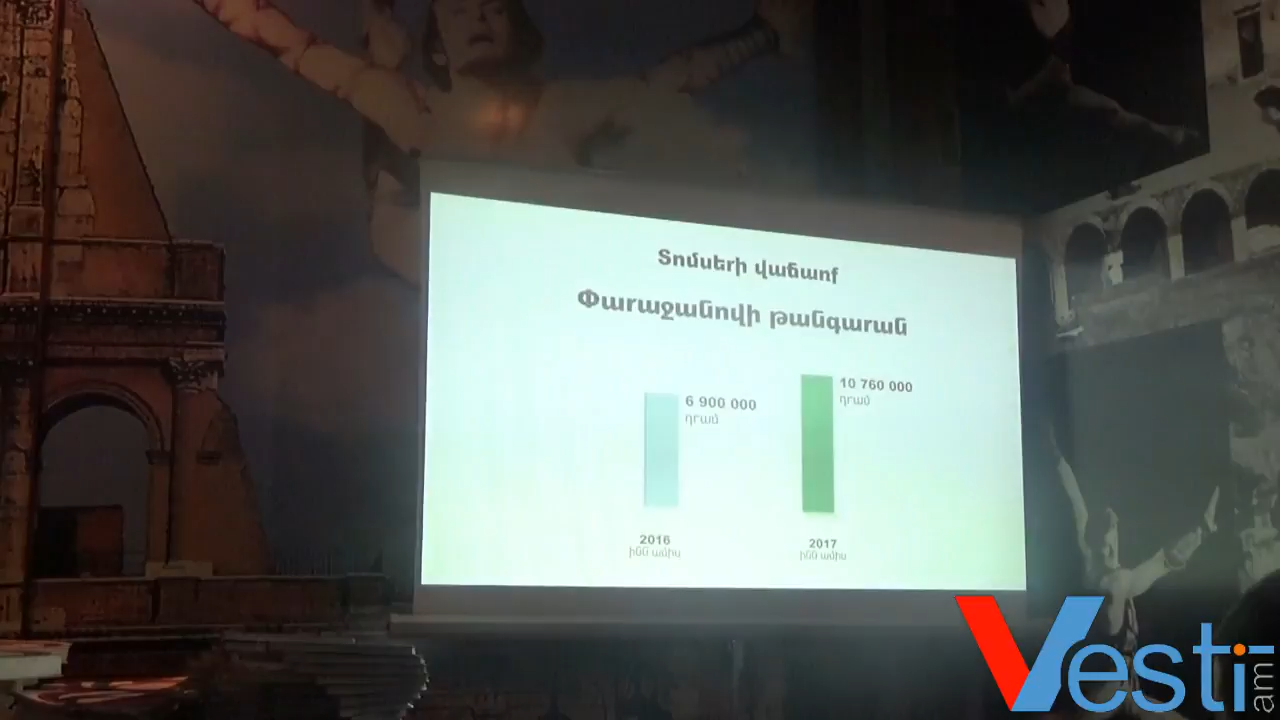 Տոմսերի վաճառք
Փարաջանովի թանգարան
6 900 000
դրամ
10 760 000
դրամ
2016
ինն ամիս
2017
ինն ամիս
Vesti
am